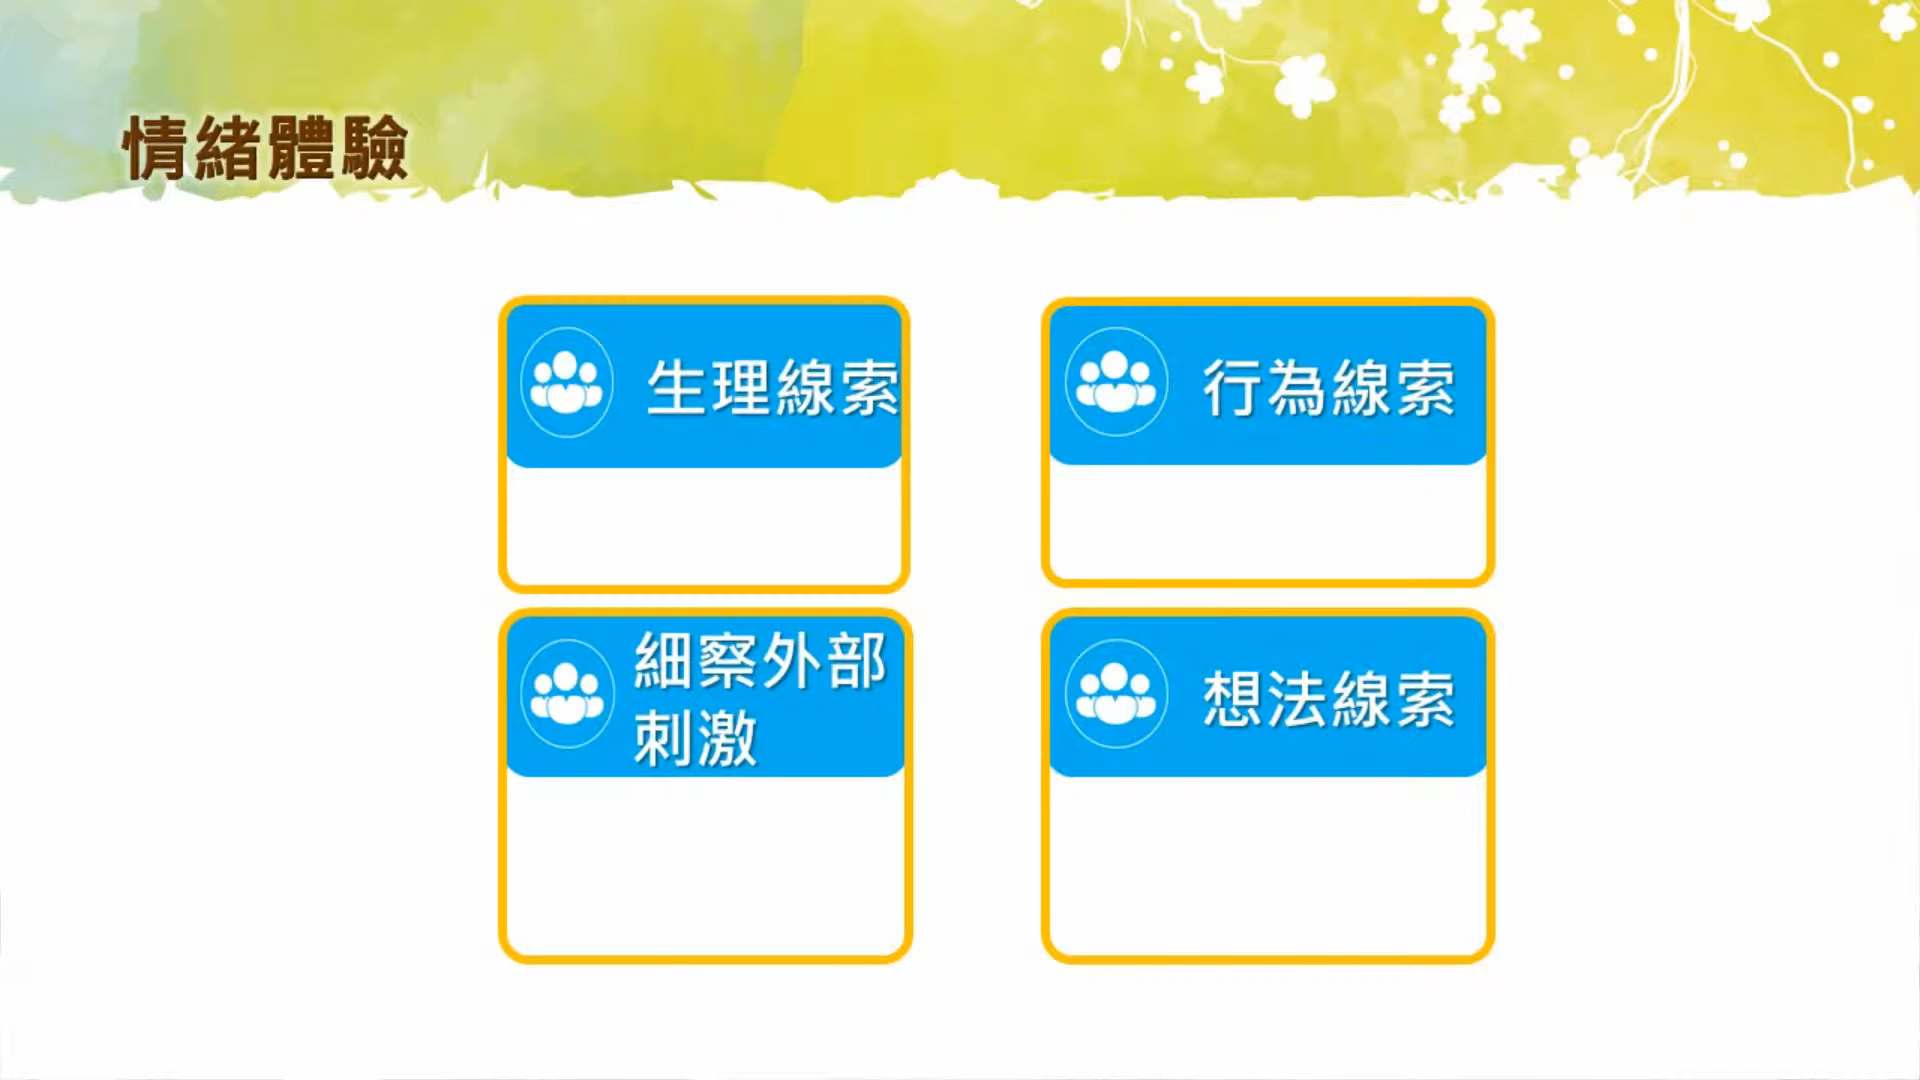 情緒體驗
生理線索
行為線索
細察外部
刺激
想法線索